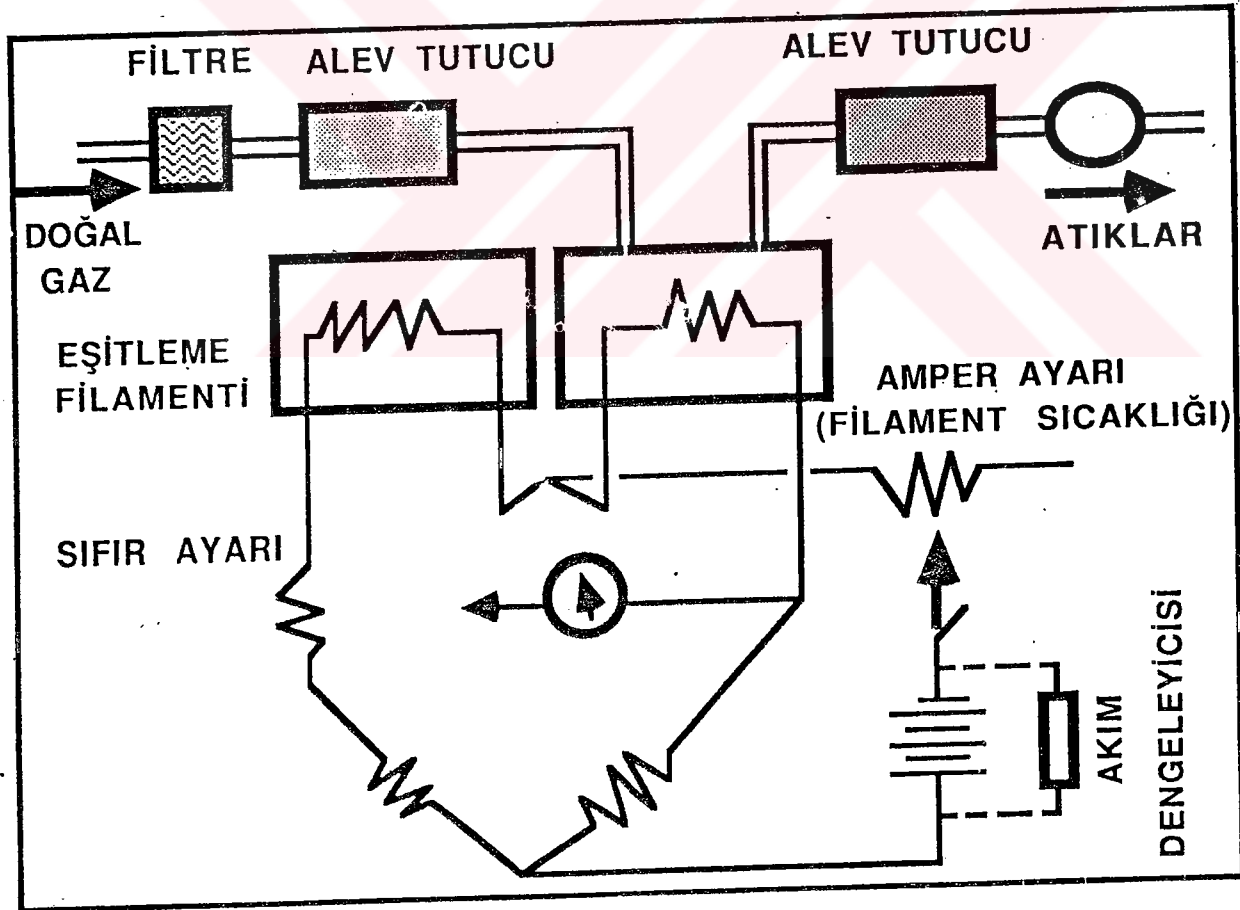 FİLTRE
ALEV TUTUCU
ALEV TUTUCU
DOĞAL
GAZ
ATIKLAR
EŞİTLEME
FİLAMENTİ
AMPER AYARI
(FİLAMENT SICAKLIĞI)
SIFIR AYARI
AKIM
DENGELEYİCİSİ